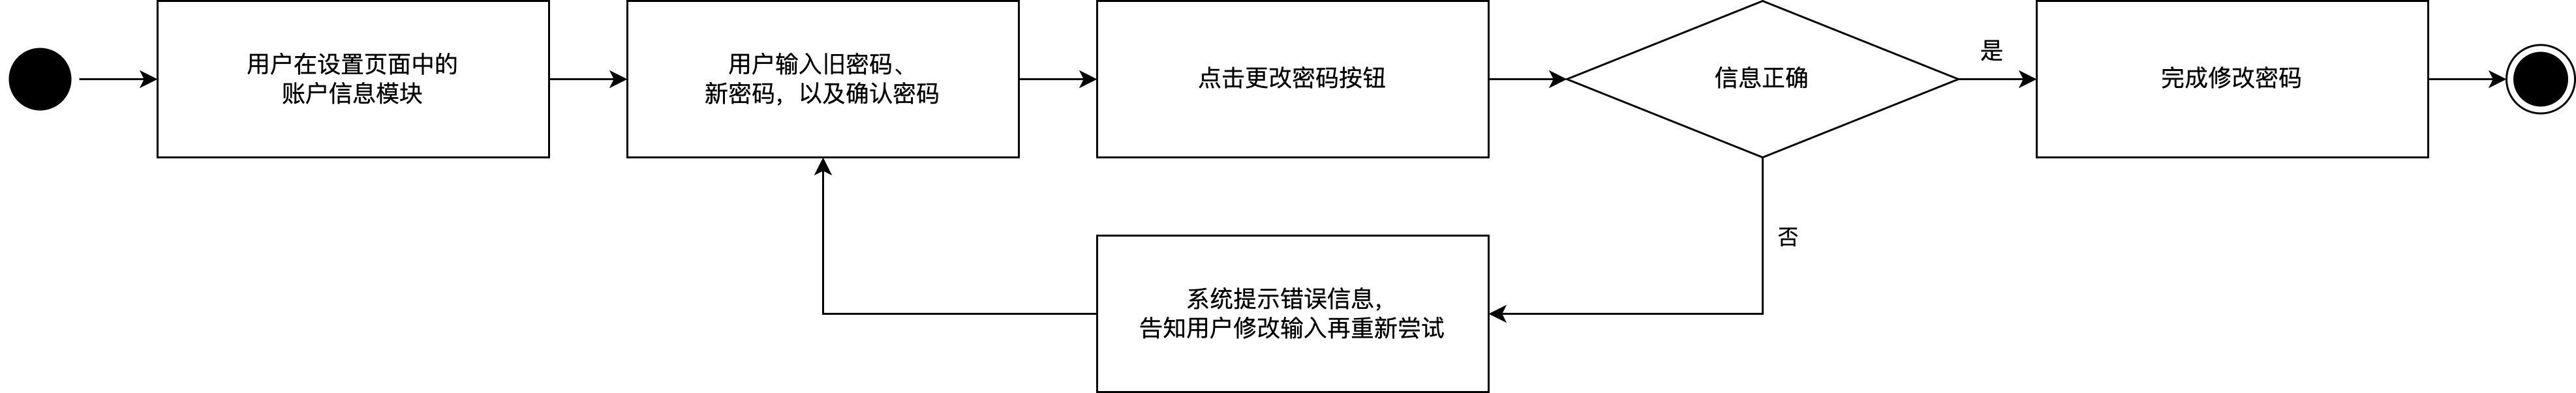 用户在设置页面中的
账户信息模块
用户输入旧密码、
新密码，以及确认密码
点击更改密码按钮
信息正确
是
完成修改密码
否
系统提示错误信息，
告知用户修改输入再重新尝试